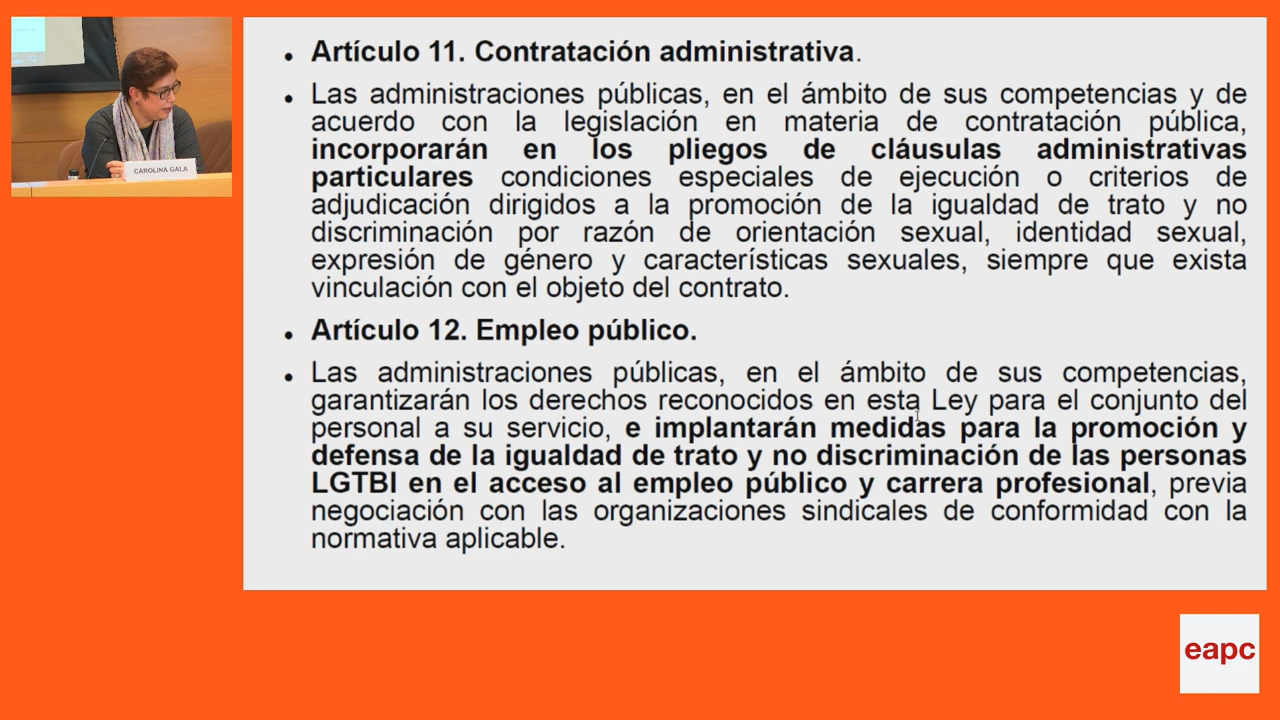 CAROLINA GALA
• Artículo 11. Contratación administrativa.
• Las administraciones públicas, en el ámbito de sus competencias y de
acuerdo con la legislación en materia de contratación pública,
incorporarán en los pliegos de cláusulas administrativas
particulares condiciones especiales de ejecución o criterios de
adjudicación dirigidos a la promoción de la igualdad de trato y no
discriminación por razón de orientación sexual, identidad sexual,
expresión de género y características sexuales, siempre que exista
vinculación con el objeto del contrato.
• Artículo 12. Empleo público.
• Las administraciones públicas, en el ámbito de sus competencias,
garantizarán los derechos reconocidos en esta Ley para el conjunto del
personal a su servicio, e implantarán medidas para la promoción y
defensa de la igualdad de trato y no discriminación de las personas
LGTBI en el acceso al empleo público y carrera profesional, previa
negociación con las organizaciones sindicales de conformidad con la
normativa aplicable.
eapc